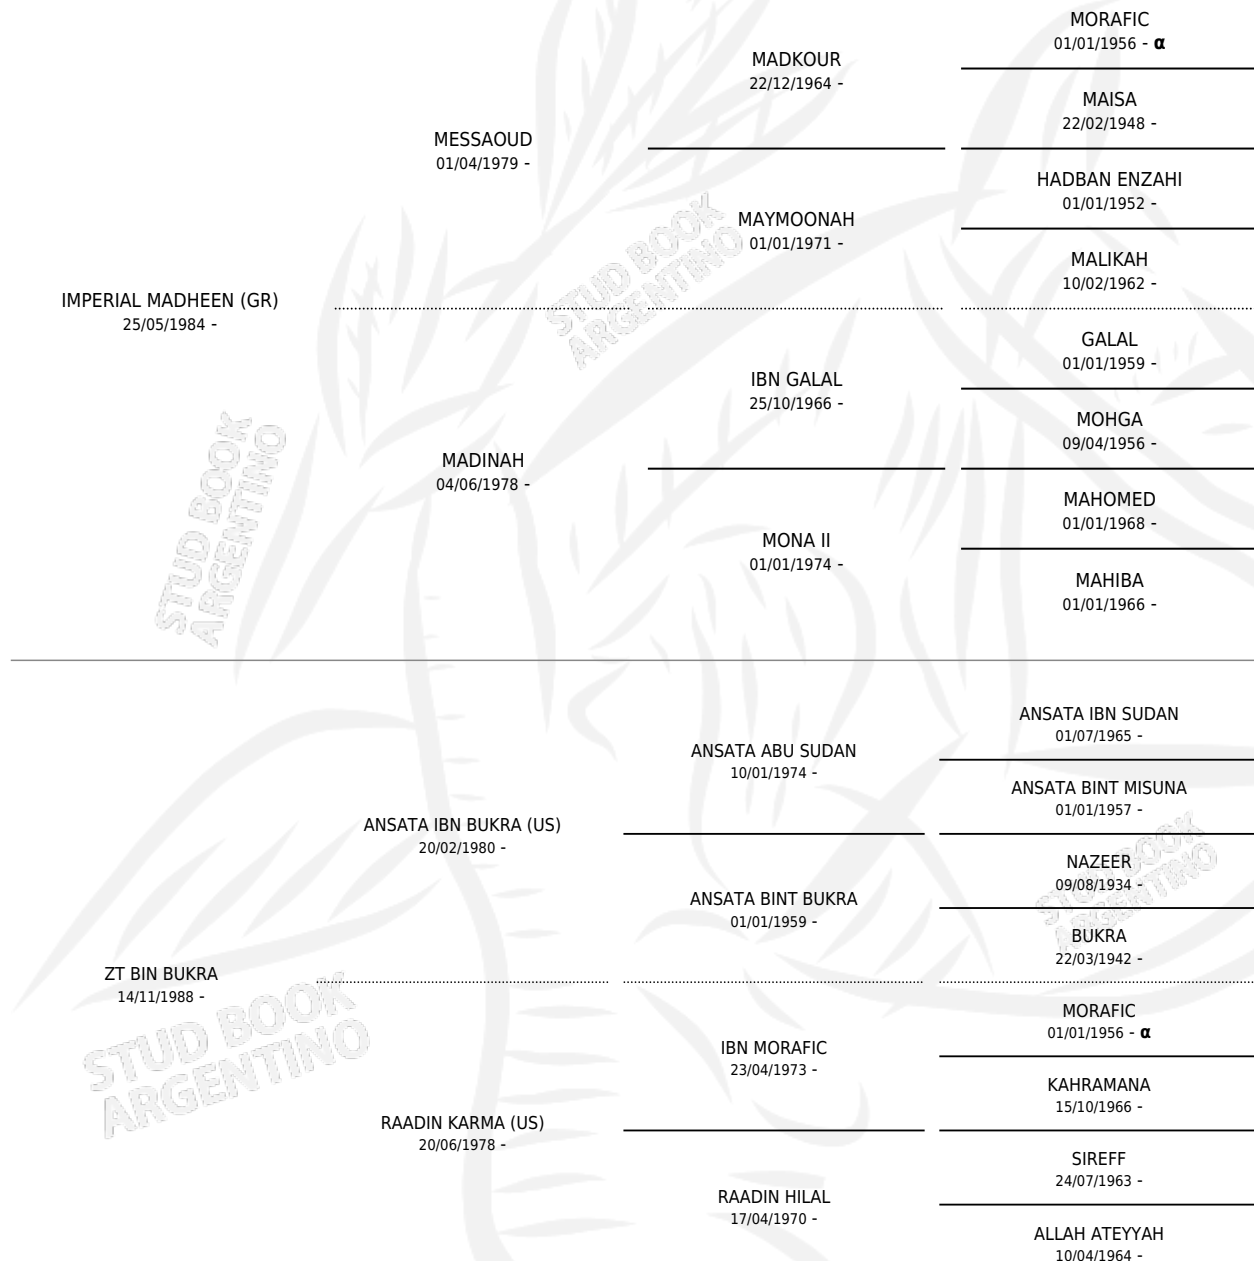 MORAFIC
01/01/1956 - α
MADKOUR
22/12/1964 -
MAISA
22/02/1948 -
MESSAOUD
01/04/1979 -
HADBAN ENZAHI
01/01/1952 -
MAYMOONAH
01/01/1971 -
MALIKAH
10/02/1962 -
IMPERIAL MADHEEN (GR)
25/05/1984 -
GALAL
01/01/1959 -
IBN GALAL
25/10/1966 -
MOHGA
09/04/1956 -
MADINAH
04/06/1978 -
MAHOMED
01/01/1968 -
MONA II
01/01/1974 -
MAHIBA
01/01/1966 -
ANSATA IBN SUDAN
01/07/1965 -
ANSATA ABU SUDAN
10/01/1974 -
ANSATA BINT MISUNA
01/01/1957 -
ANSATA IBN BUKRA (US)
20/02/1980 -
NAZEER
09/08/1934 -
ANSATA BINT BUKRA
01/01/1959 -
BUKRA
22/03/1942 -
ZT BIN BUKRA
14/11/1988 -
MORAFIC
01/01/1956 - α
IBN MORAFIC
23/04/1973 -
KAHRAMANA
15/10/1966 -
RAADIN KARMA (US)
20/06/1978 -
SIREFF
24/07/1963 -
RAADIN HILAL
17/04/1970 -
ALLAH ATEYYAH
10/04/1964 -
STUD BOOK
ARGENTINO
STUD BOOK
ARGENTINO
STUD BOOK
ARGENTINO
STUD BOOK
ARGENTINO